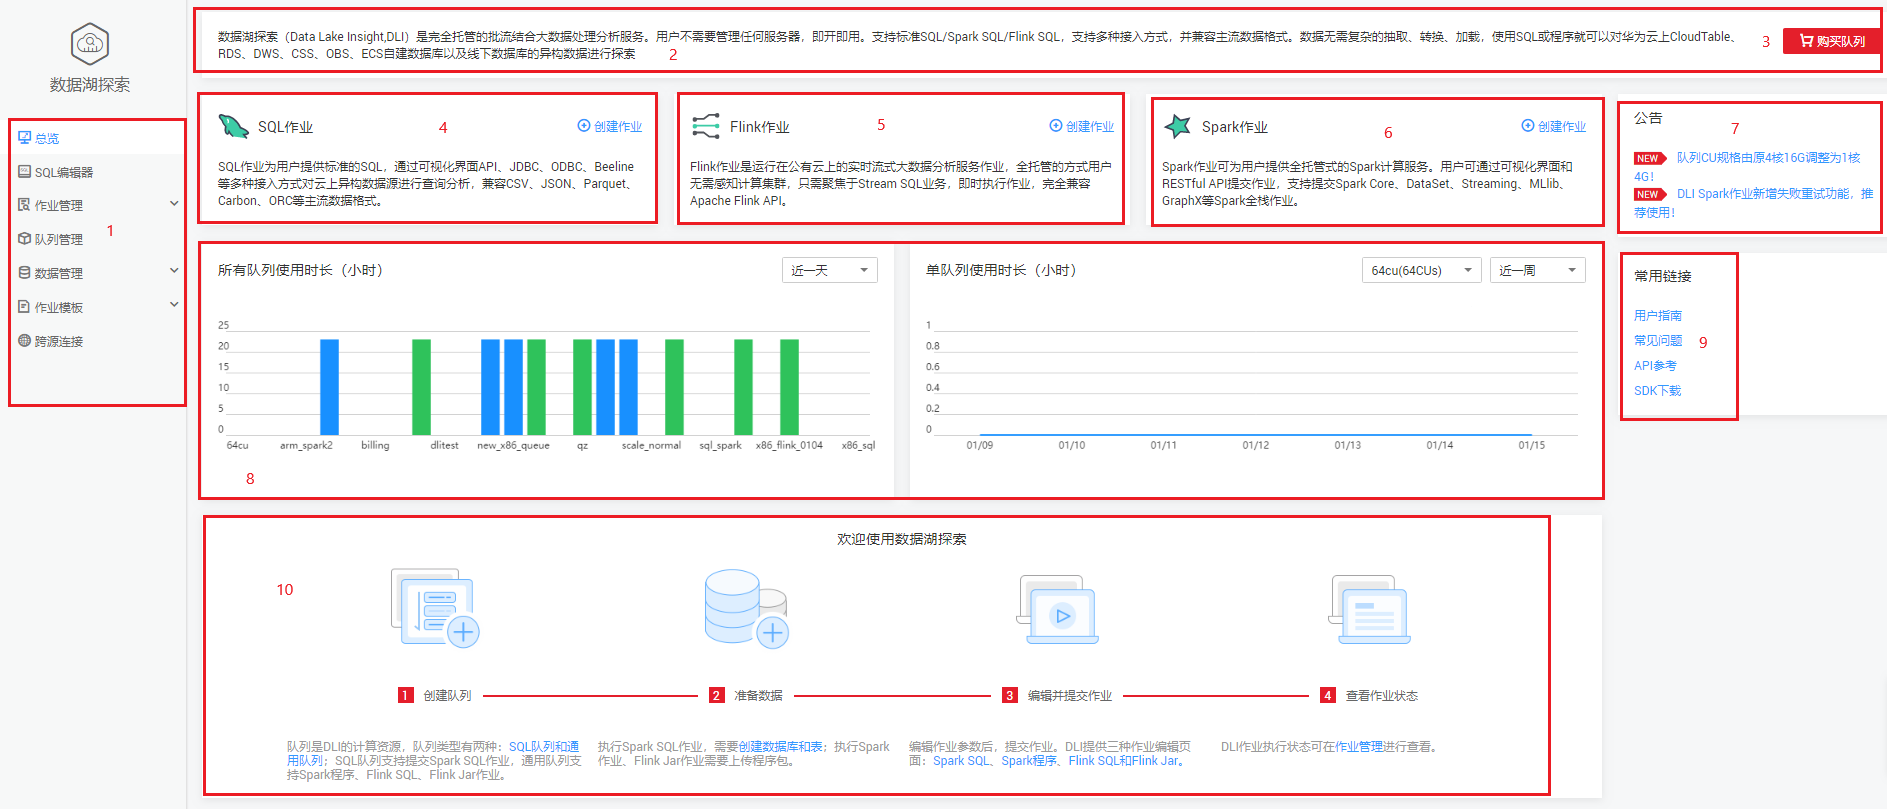 数据湖探索
总览
SQL编辑器
作业管理
队列管理
1
数据管理
作业模板
跨源连接
数据湖探索（Data Lake Insight,DLI）是完全托管的批流结合大数据处理分析服务。用户不需要管理任何服务器，即开即用。支持标准SQL/Spark SQL/Flink SQL，支持多种接入方式，并兼容主流数据格式。数据无需复杂的抽取、转换、加载，使用SQL或程序就可以对华为云上CloudTable、
RDS、DWS、CSS、OBS、ECS自建数据库以及线下数据库的异构数据进行探索
2
3
购买队列
SQL作业
4
创建作业
SQL作业为用户提供标准的SQL，通过可视化界面API、JDBC、ODBC、Beeline
等多种接入方式对云上异构数据源进行查询分析，兼容CSV、JSON、Parquet、
Carbon、ORC等主流数据格式。
Flink作业
5
创建作业
Flink作业是运行在公有云上的实时流式大数据分析服务作业，全托管的方式用户
无需感知计算集群，只需聚焦于Stream SQL业务，即时执行作业，完全兼容
Apache Flink API。
Spark作业
6
创建作业
Spark作业可为用户提供全托管式的Spark计算服务。用户可通过可视化界面和
RESTful API提交作业，支持提交Spark Core、DataSet、Streaming、MLlib、
GraphX等Spark全栈作业。
公告
7
NEW 队列CU规格由原4核16G调整为1核
4G！
NEW DLI Spark作业新增失败重试功能，推
荐使用！
所有队列使用时长（小时）
近一天
25
20
15
10
5
0
64cu arm_spark2 billing dlitest new_x86_queue qz scale_normal sql_spark x86_flink_0104 x86_sql
8
单队列使用时长（小时）
64cu(64CUs)
近一周
1
0.8
0.6
0.4
0.2
0
01/09 01/10 01/11 01/12 01/13 01/14 01/15
常用链接
用户指南
常见问题
9
API参考
SDK下载
欢迎使用数据湖探索
10
1 创建队列
2 准备数据
3 编辑并提交作业
4 查看作业状态
队列是DLI的计算资源，队列类型有两种：SQL队列和通
用队列；SQL队列支持提交Spark SQL作业，通用队列支
持Spark程序、Flink SQL、Flink Jar作业。
执行Spark SQL作业，需要创建数据库和表；执行Spark
作业、Flink Jar作业需要上传程序包。
编辑作业参数后，提交作业。DLI提供三种作业编辑页
面：Spark SQL、Spark程序、Flink SQL和Flink Jar。
DLI作业执行状态可在作业管理进行查看。